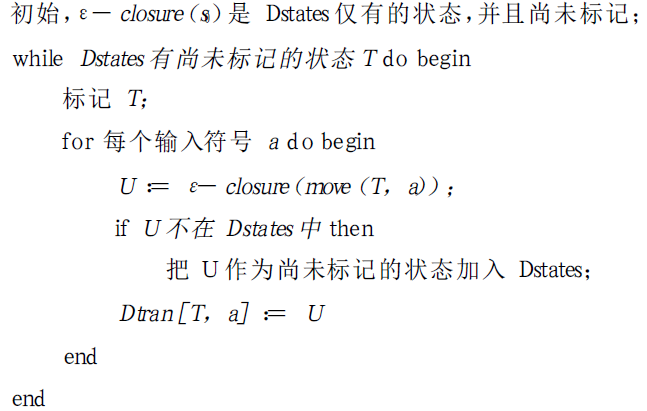 初始,ε－closure(s)是 Dstates仅有的状态,并且尚未标记;
while Dstates有尚未标记的状态T do begin
标记 T;
for 每个输入符号 a do begin
U := ε－closure(move(T, a));
if U不在 Dstates中 then
把 U作为尚未标记的状态加入 Dstates;
Dtran[T, a] := U
end
end